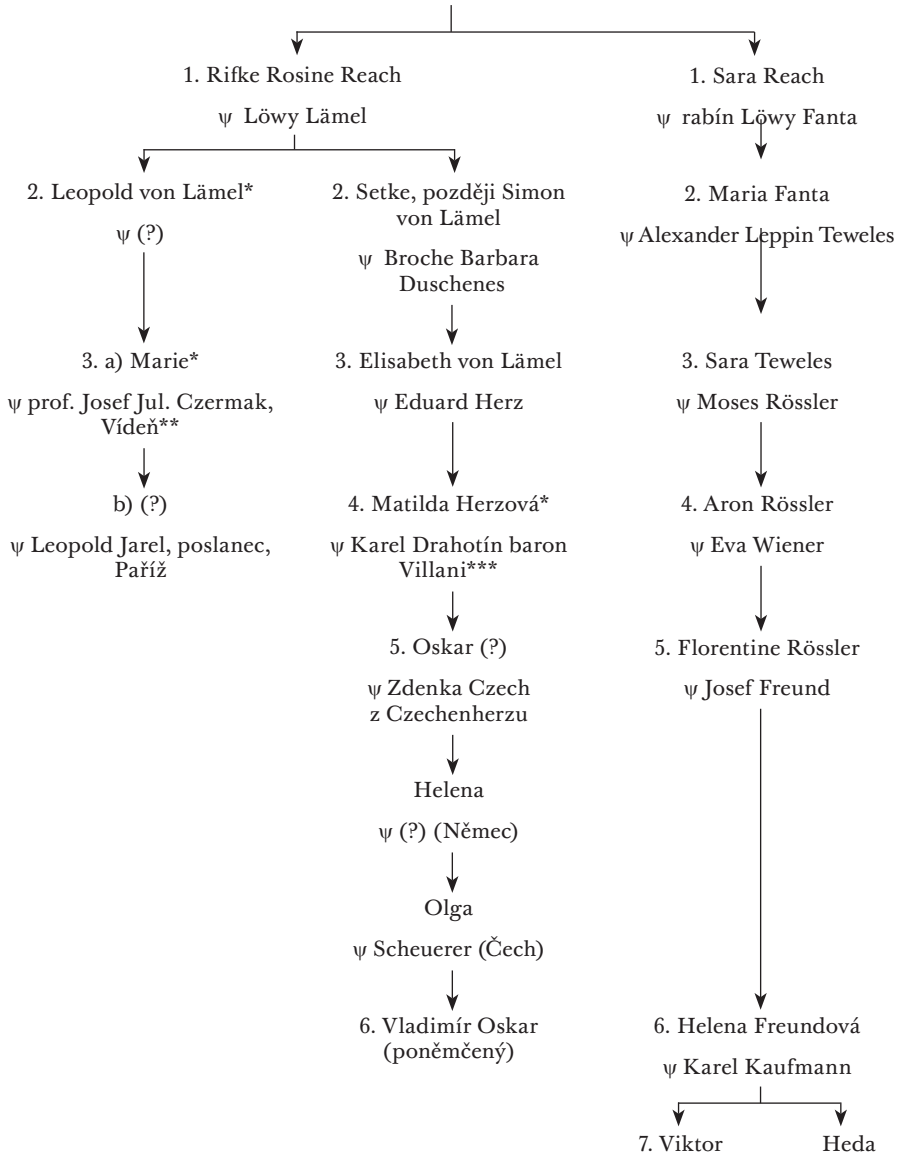 1. Rifke Rosine Reach
ψ Löwy Lämel
1. Sara Reach
ψ rabín Löwy Fanta
2. Leopold von Lämel*
ψ (?)
2. Setke, později Simon
von Lämel
ψ Broche Barbara
Duschenes
2. Maria Fanta
ψ Alexander Leppin Teweles
3. a) Marie*
ψ prof. Josef Jul. Czermak,
Vídeň**
3. Elisabeth von Lämel
ψ Eduard Herz
3. Sara Teweles
ψ Moses Rössler
b) (?)
ψ Leopold Jarel, poslanec,
Paříž
4. Matilda Herzová*
ψ Karel Drahotín baron
Villani***
4. Aron Rössler
ψ Eva Wiener
5. Oskar (?)
ψ Zdenka Czech
z Czechenherzu
5. Florentine Rössler
ψ Josef Freund
Helena
ψ (?) (Němec)
Olga
ψ Scheuerer (Čech)
6. Vladimír Oskar
(poněmčený)
6. Helena Freundová
ψ Karel Kaufmann
7. Viktor
Heda